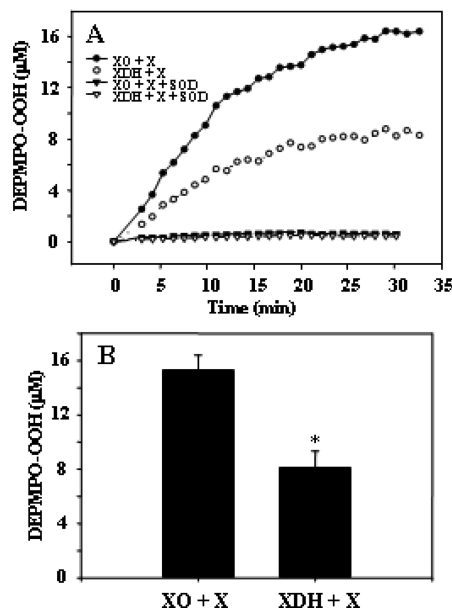 A
XO + X
XDH + X
XO + X + SOD
XDH + X + SOD
DEPMPO-OOH (µM)
16
12
8
4
0
0 5 10 15 20 25 30 35
Time (min)
B
DEPMPO-OOH (µM)
16
12
8
4
0
*
XO + X XDH + X